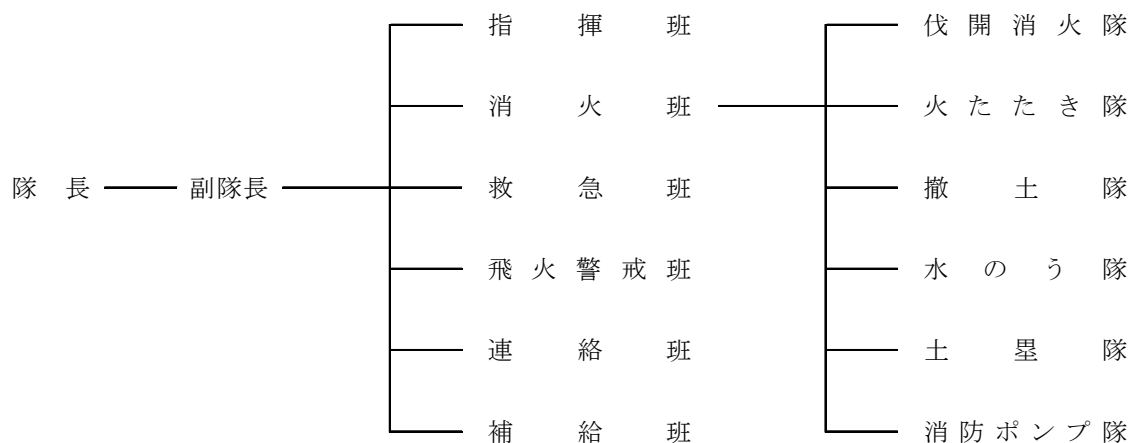 指揮班 伐開消火隊
消火班 火たたき隊
隊長 副隊長 救急班 撤土隊
飛火警戒班 水のう隊
連絡班 土塁隊
補給班 消防ポンプ隊